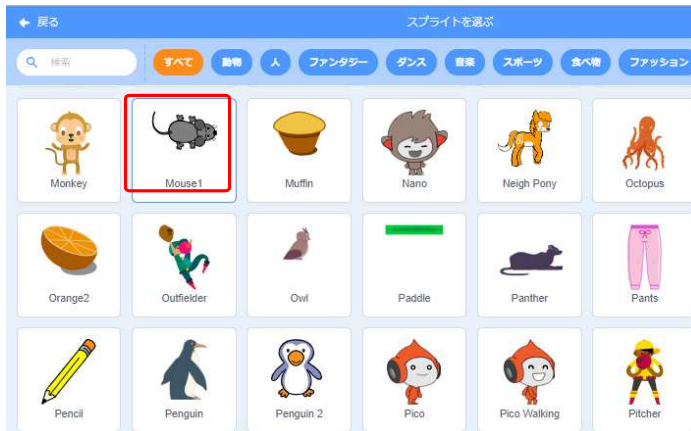 戻る
スプライトを選ぶ
検索
すべて 動物 人 ファンタジー ダンス 音楽 スポーツ 食べ物 ファッション
Monkey Mouse1 Muffin Nano Neigh Pony Octopus
Orange2 Outfielder Owl Paddle Panther Pants
Pencil Penguin Penguin 2 Pico Pico Walking Pitcher